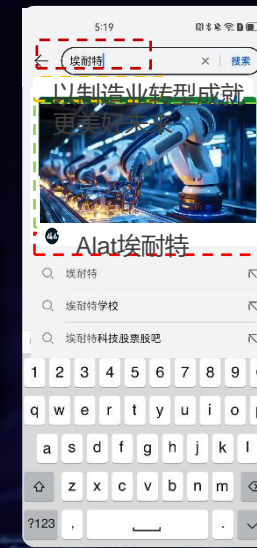 5:19
埃耐特 × | 搜索
以制造业转型成就
更美好未来
Alat
Alat埃耐特
埃耐特
埃耐特学校
埃耐特科技股票股吧
1 2 3 4 5 6 7 8 9
q w e r t y u i o p
a s d f g h j k l
z x c v b n m
?123 , .